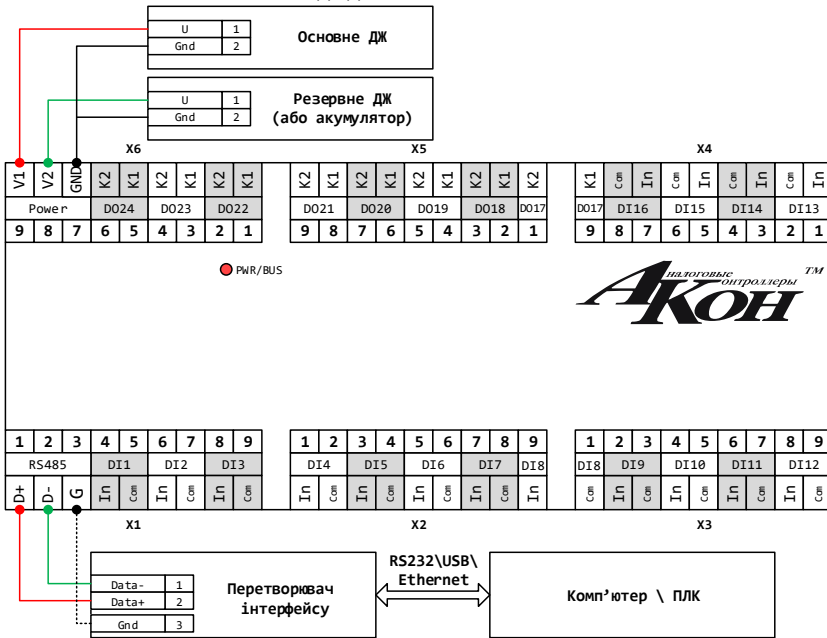 U 1
Gnd 2
Основне ДЖ
U 1
Gnd 2
Резервне ДЖ
(або акумулятор)
X6 X5 X4
V1 V2 GND K2 K1 K2 K1 K2 K1 K2 K1 K2 K1 K2 K1 K2 K1 K2 K1 Com In Com In Com In Com In
Power DO24 DO23 DO22 DO21 DO20 DO19 DO18 DO17 DO17 DI16 DI15 DI14 DI13
9 8 7 6 5 4 3 2 1 9 8 7 6 5 4 3 2 1 9 8 7 6 5 4 3 2 1
PWR/BUS
АКОН
налоговые
онтроллеры
TM
1 2 3 4 5 6 7 8 9 1 2 3 4 5 6 7 8 9 1 2 3 4 5 6 7 8 9
RS485 DI1 DI2 DI3 DI4 DI5 DI6 DI7 DI8 DI8 DI9 DI10 DI11 DI12
D+ D- G In Com In Com In Com In Com In Com In Com In Com In Com In Com In Com In Com In Com
X1 X2 X3
Data- 1
Data+ 2
Gnd 3
Перетворювач
інтерфейсу
RS232\USB\
Ethernet
Комп’ютер \ ПЛК